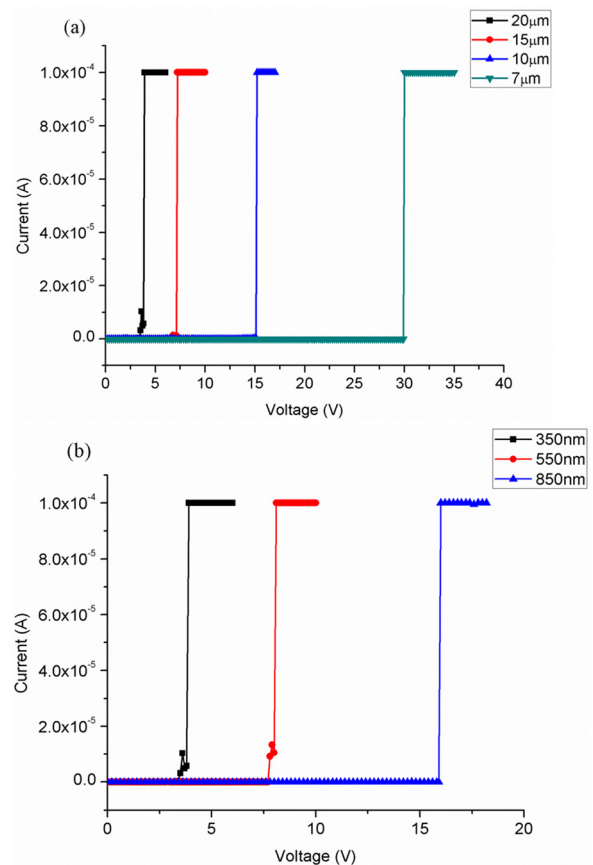 (a)
20μm
15μm
10μm
7μm
1.0x10-4
8.0x10-5
6.0x10-5
4.0x10-5
2.0x10-5
0.0
Current (A)
0 5 10 15 20 25 30 35 40
Voltage (V)
(b)
350nm
550nm
850nm
1.0x10-4
8.0x10-5
6.0x10-5
4.0x10-5
2.0x10-5
0.0
Current (A)
0 5 10 15 20
Voltage (V)